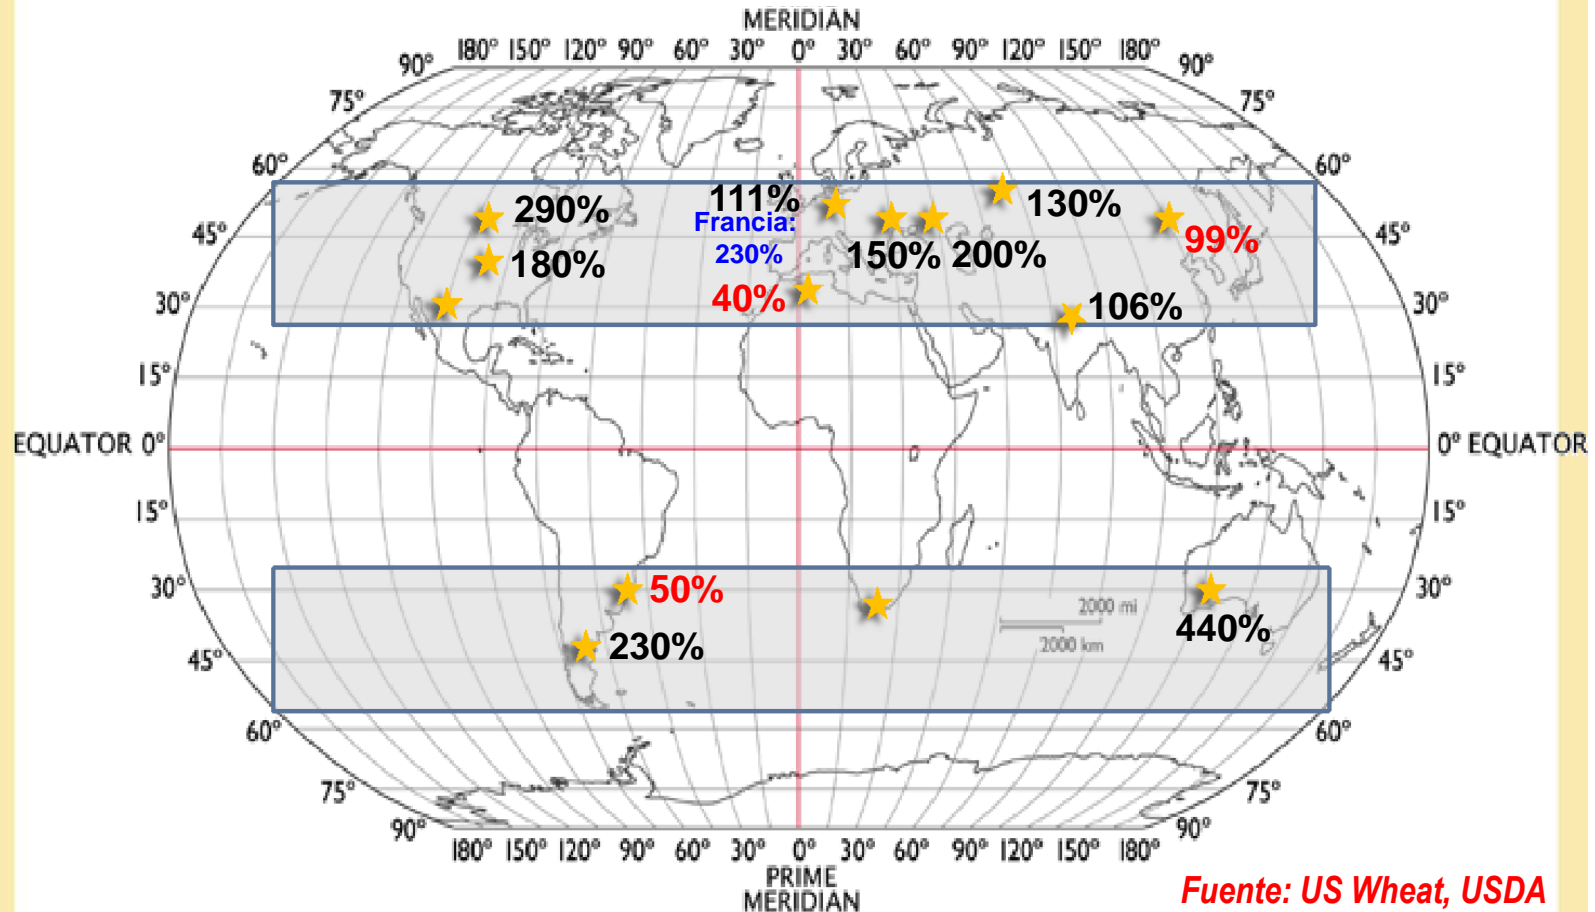 MERIDIAN
180° 150° 120° 90° 60° 30° 0° 30° 60° 90° 120° 150° 180°
90° 90°
75° 75°
60° 60°
290% 111% 130%
Francia:
230%
45° 45°
99%
180% 150% 200%
30° 40% 106% 30°
15° 15°
EQUATOR 0° 0° EQUATOR
15° 15°
30° 50% 30°
2000 mi
440%
2000 km
230%
45° 45°
60° 60°
75° 75°
90° 90°
180° 150° 120° 90° 60° 30° 0° 30° 60° 90° 120° 150° 180°
PRIME
MERIDIAN
Fuente: US Wheat, USDA